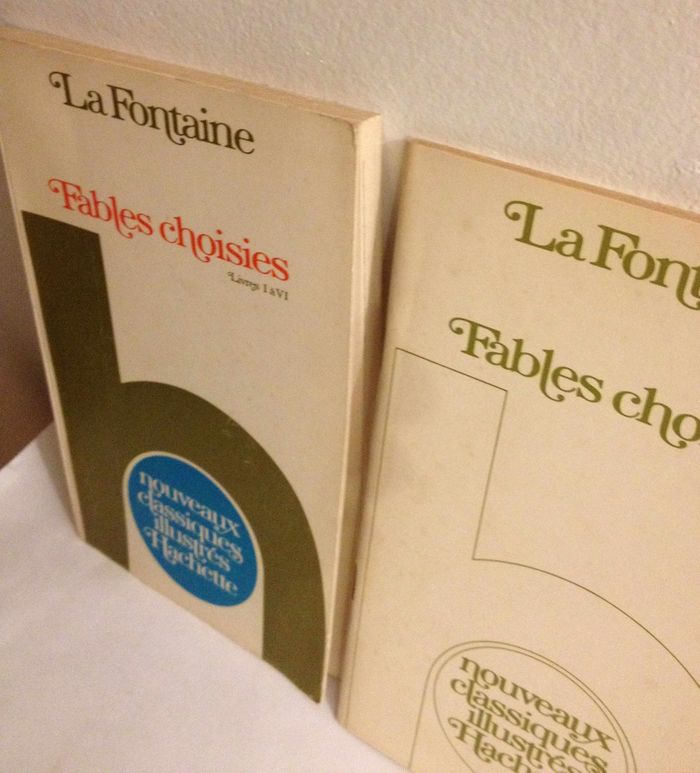 La Fontaine
Fables choisies
Livres I à VI
nouveaux
classiques
illustrés
Hachette
La Font
Fables cho
nouveaux
classiques
illustrés
Hach